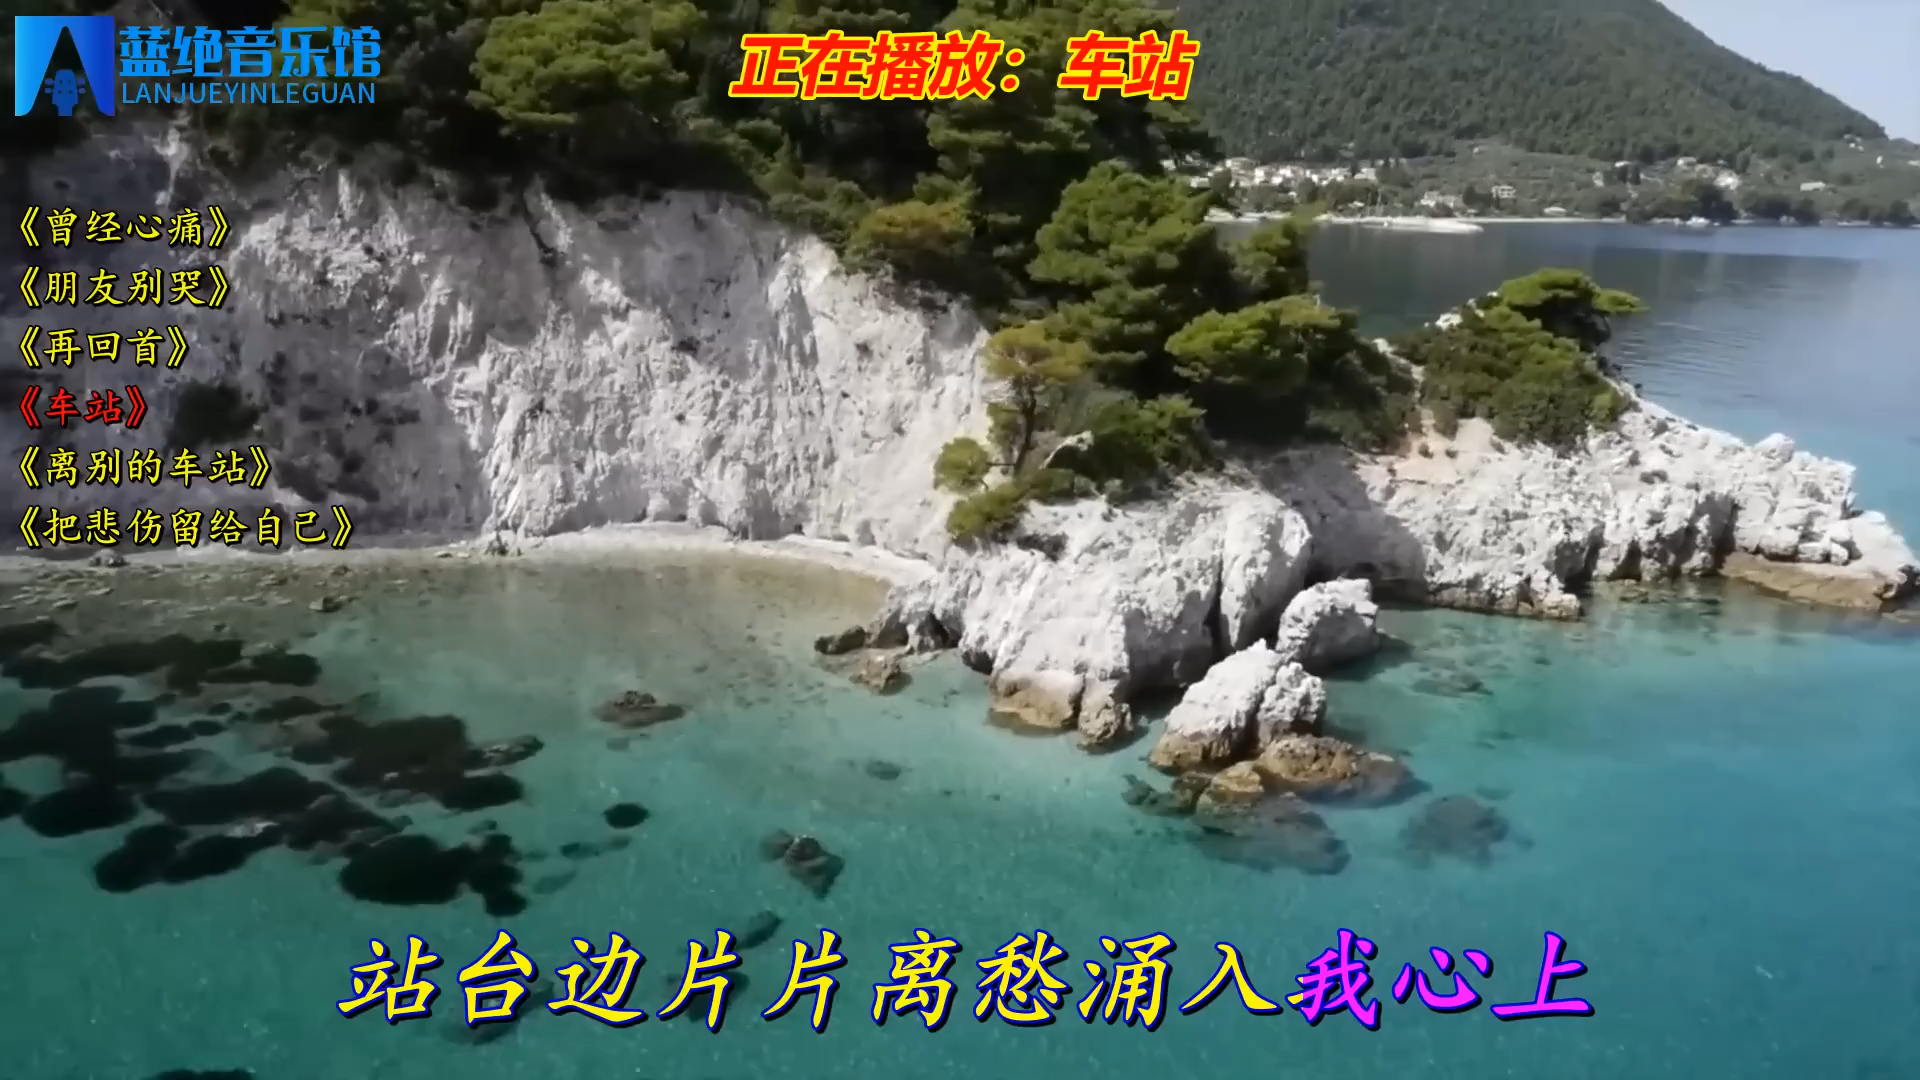 蓝绝音乐馆
LANJUEYINLEGUAN
正在播放：车站
《曾经心痛》
《朋友别哭》
《再回首》
《车站》
《离别的车站》
《把悲伤留给自己》
站台边片片离愁涌入我心上